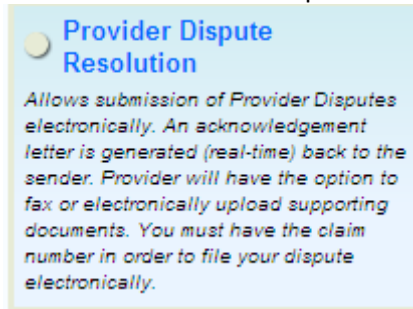 Provider Dispute
Resolution
Allows submission of Provider Disputes
electronically. An acknowledgement
letter is generated (real-time) back to the
sender. Provider will have the option to
fax or electronically upload supporting
documents. You must have the claim
number in order to file your dispute
electronically.